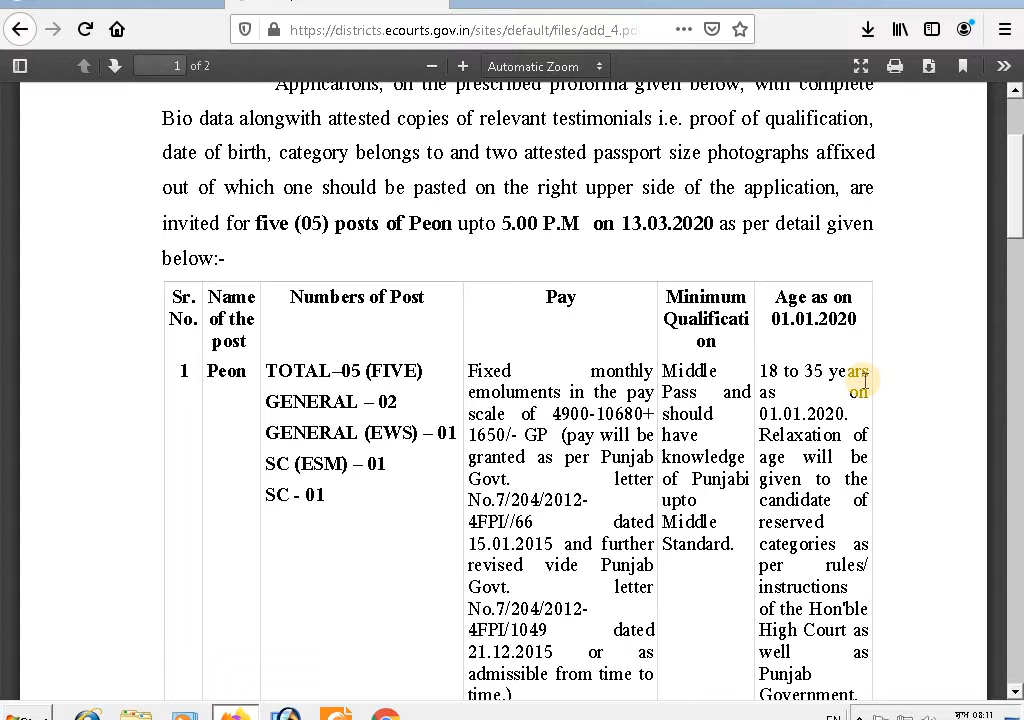 https://districts.ecourts.gov.in/sites/default/files/add_4.pd
1 of 2
Automatic Zoom
Applications, on the prescribed proforma given below, with complete
Bio data alongwith attested copies of relevant testimonials i.e. proof of qualification,
date of birth, category belongs to and two attested passport size photographs affixed
out of which one should be pasted on the right upper side of the application, are
invited for five (05) posts of Peon upto 5.00 P.M on 13.03.2020 as per detail given
below:-
Sr. No.
Name of the post
Numbers of Post
Pay
Minimum Qualificati on
Age as on 01.01.2020
1
Peon
TOTAL–05 (FIVE)
GENERAL – 02
GENERAL (EWS) – 01
SC (ESM) – 01
SC - 01
Fixed monthly
emoluments in the pay
scale of 4900-10680+
1650/- GP (pay will be
granted as per Punjab
Govt. letter
No.7/204/2012-
4FPI//66 dated
15.01.2015 and further
revised vide Punjab
Govt. letter
No.7/204/2012-
4FPI/1049 dated
21.12.2015 or as
admissible from time to
time.)
Middle
Pass and
should
have
knowledge
of Punjabi
upto
Middle
Standard.
18 to 35 years
as on
01.01.2020.
Relaxation of
age will be
given to the
candidate of
reserved
categories as
per rules/
instructions
of the Hon'ble
High Court as
well as
Punjab
Government.
EN
08:11